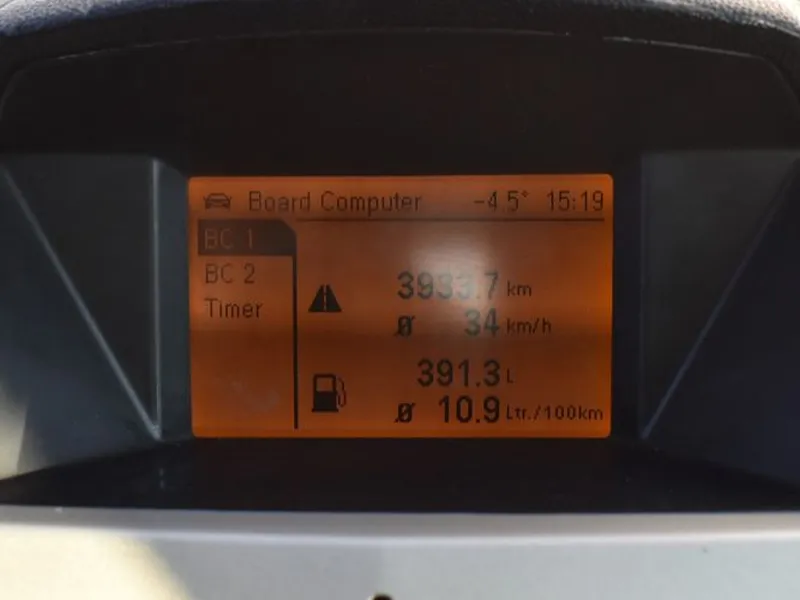 Board Computer -4.5° 15:19
BC 1
BC 2
Timer
3933.7 km
Ø 34 km/h
391.3 L
Ø 10.9 Ltr./100km